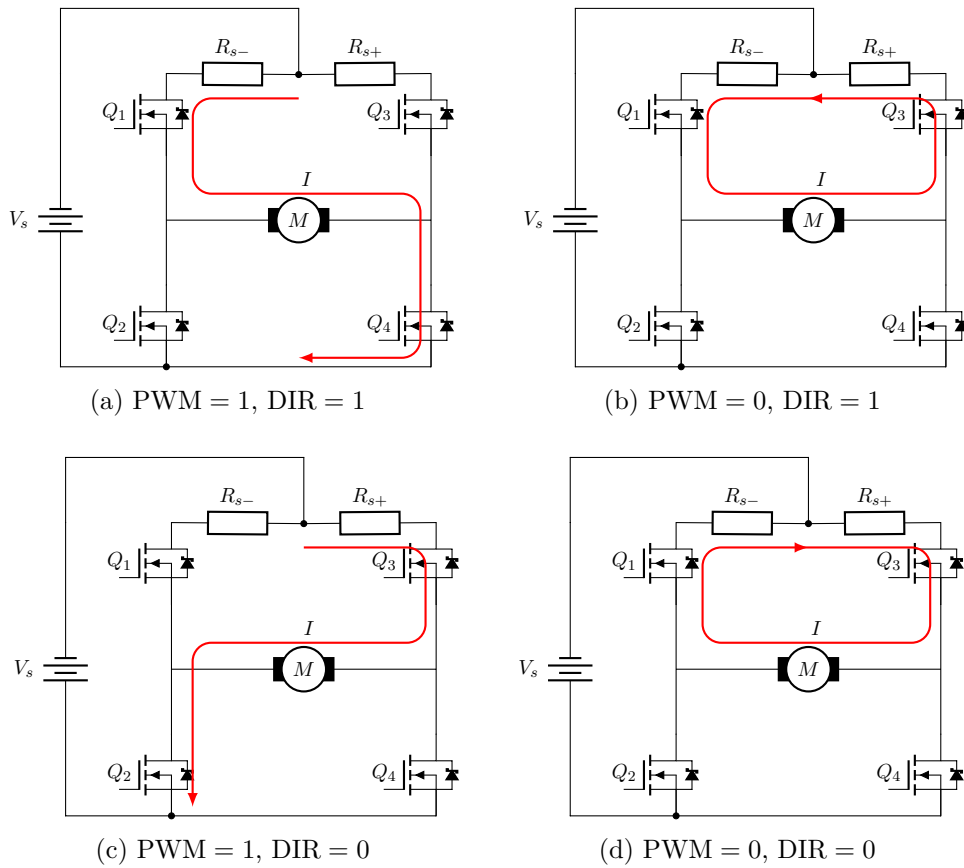 R_{s−} R_{s+} R_{s−} R_{s+}
Q_1 Q_3 Q_1 Q_3
I I
V_s M V_s M
Q_2 Q_4 Q_2 Q_4
(a) PWM = 1, DIR = 1 (b) PWM = 0, DIR = 1
R_{s−} R_{s+} R_{s−} R_{s+}
Q_1 Q_3 Q_1 Q_3
I I
V_s M V_s M
Q_2 Q_4 Q_2 Q_4
(c) PWM = 1, DIR = 0 (d) PWM = 0, DIR = 0